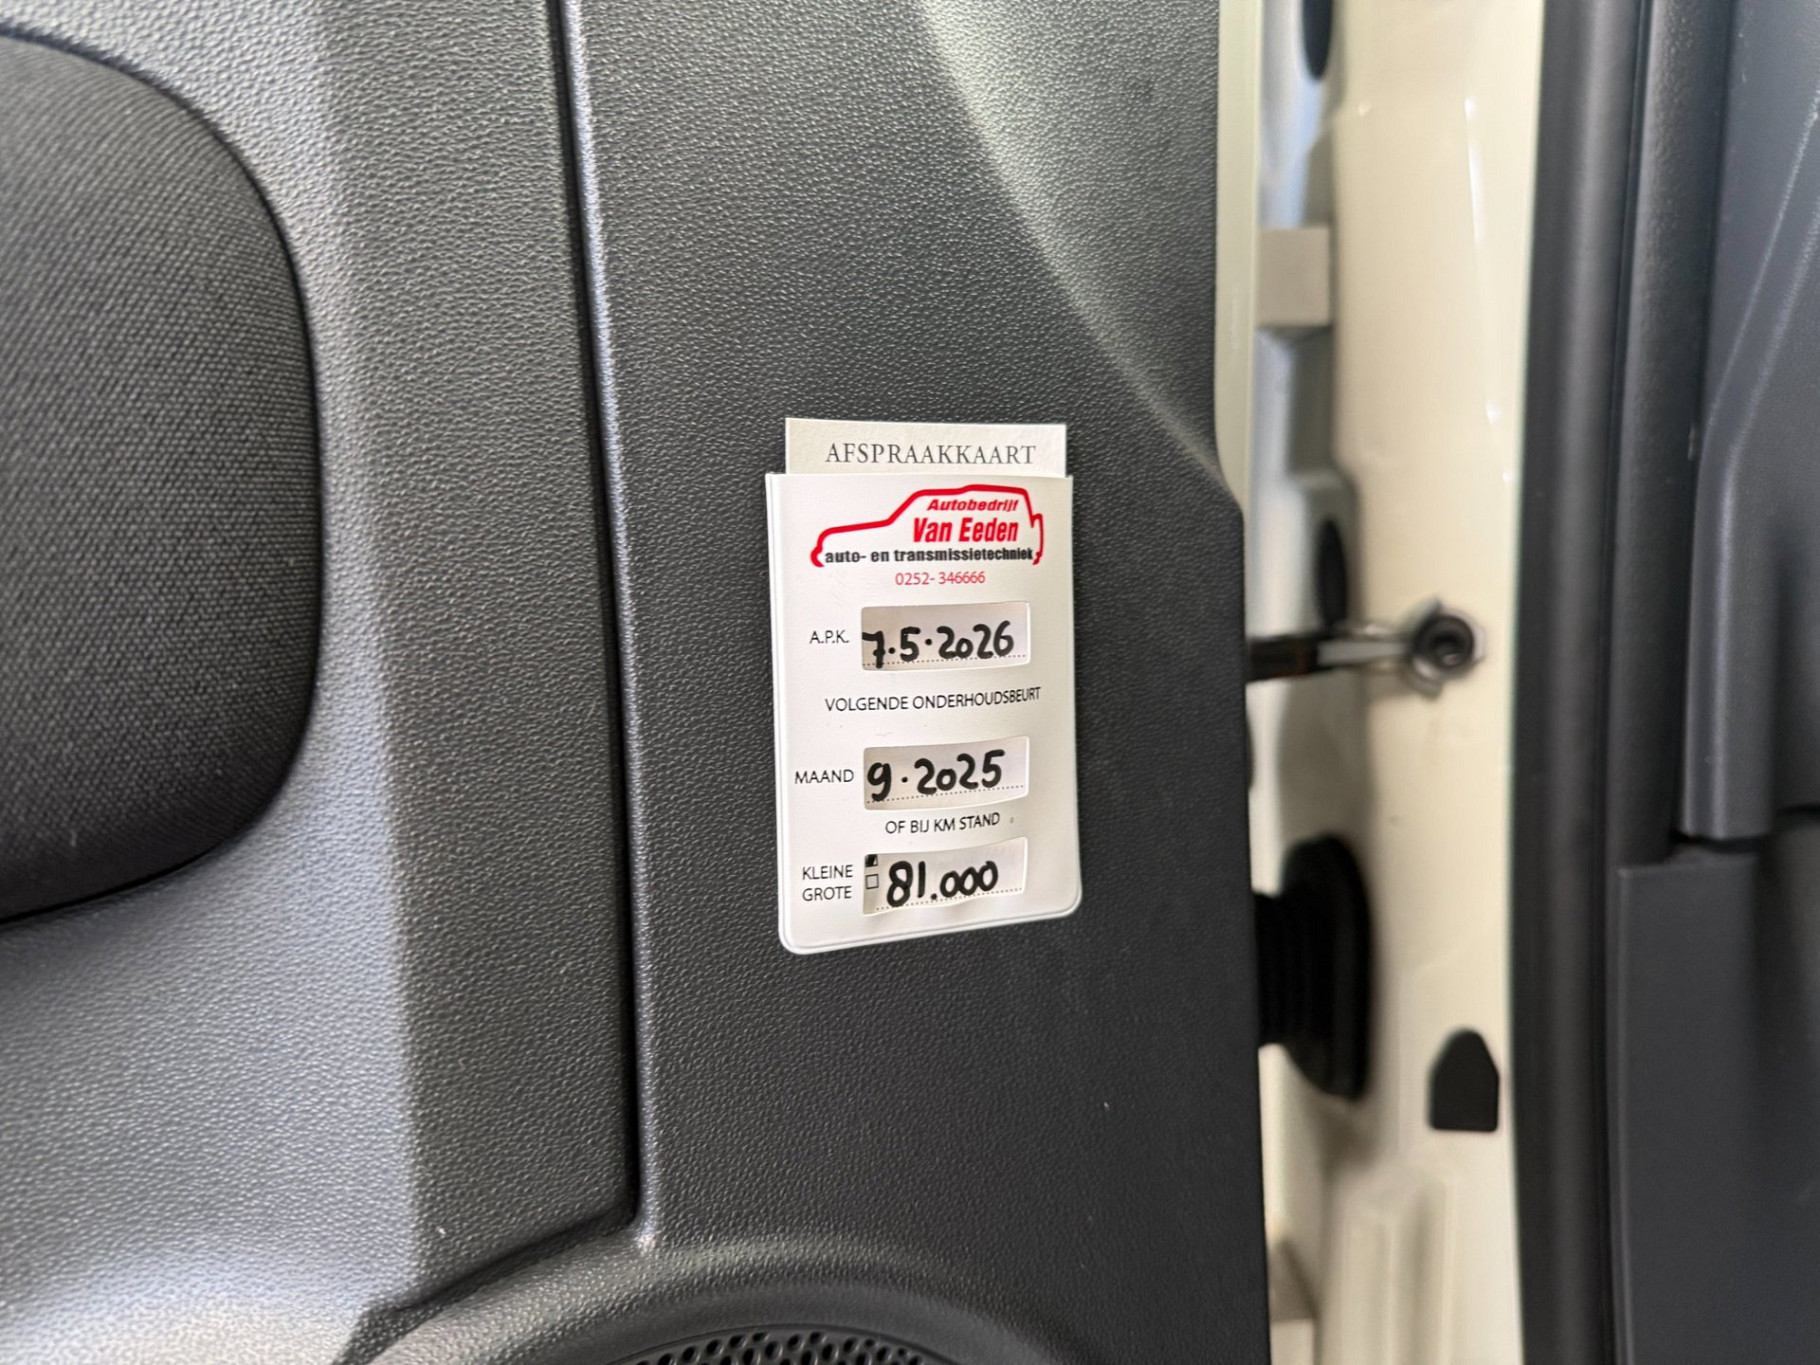 AFSPRAAKKAART
Autobedrijf
Van Eeden
auto- en transmissietechniek
0252- 346666
A.P.K. 7.5.2026
VOLGENDE ONDERHOUDSBEURT
MAAND 9.2025
OF BIJ KM STAND
KLEINE
GROTE 81.000